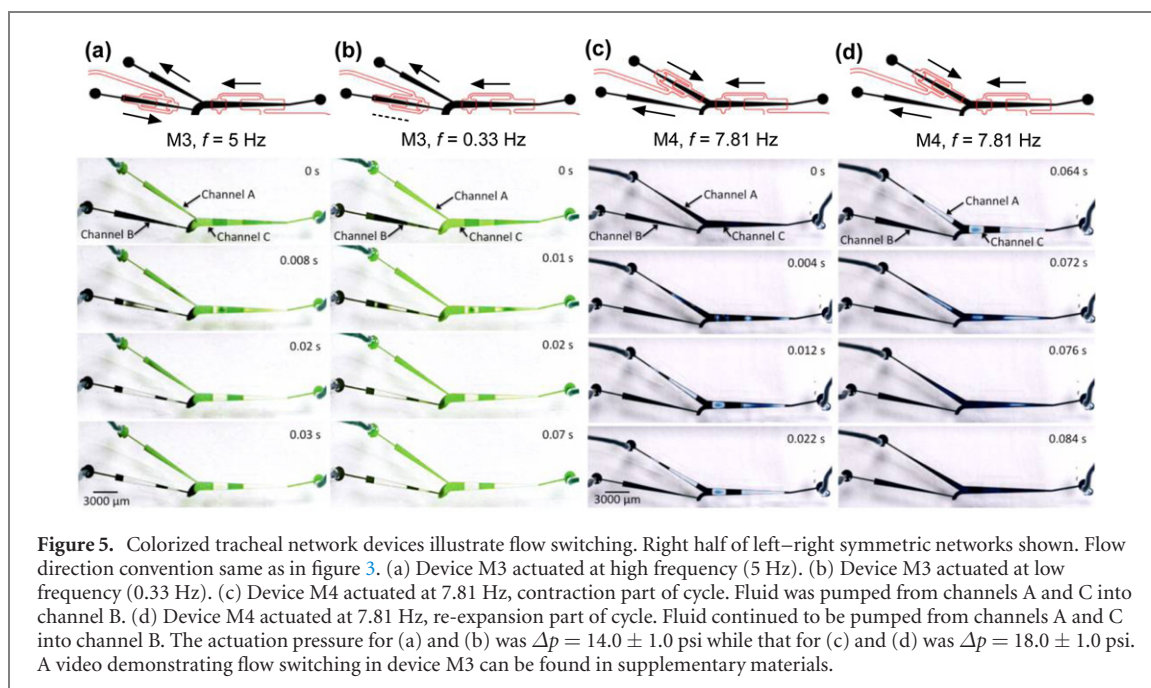 (a)
(b)
(c)
(d)
M3, f = 5 Hz
M3, f = 0.33 Hz
M4, f = 7.81 Hz
M4, f = 7.81 Hz
0 s
Channel A
Channel B
Channel C
0.008 s
0.02 s
0.03 s
3000 µm
0 s
Channel A
Channel B
Channel C
0.01 s
0.02 s
0.07 s
0 s
Channel A
Channel B
Channel C
0.004 s
0.012 s
0.022 s
3000 µm
0.064 s
Channel A
Channel B
Channel C
0.072 s
0.076 s
0.084 s
Figure 5. Colorized tracheal network devices illustrate flow switching. Right half of left–right symmetric networks shown. Flow
direction convention same as in figure 3. (a) Device M3 actuated at high frequency (5 Hz). (b) Device M3 actuated at low
frequency (0.33 Hz). (c) Device M4 actuated at 7.81 Hz, contraction part of cycle. Fluid was pumped from channels A and C into
channel B. (d) Device M4 actuated at 7.81 Hz, re-expansion part of cycle. Fluid continued to be pumped from channels A and C
into channel B. The actuation pressure for (a) and (b) was Δp = 14.0 ± 1.0 psi while that for (c) and (d) was Δp = 18.0 ± 1.0 psi.
A video demonstrating flow switching in device M3 can be found in supplementary materials.